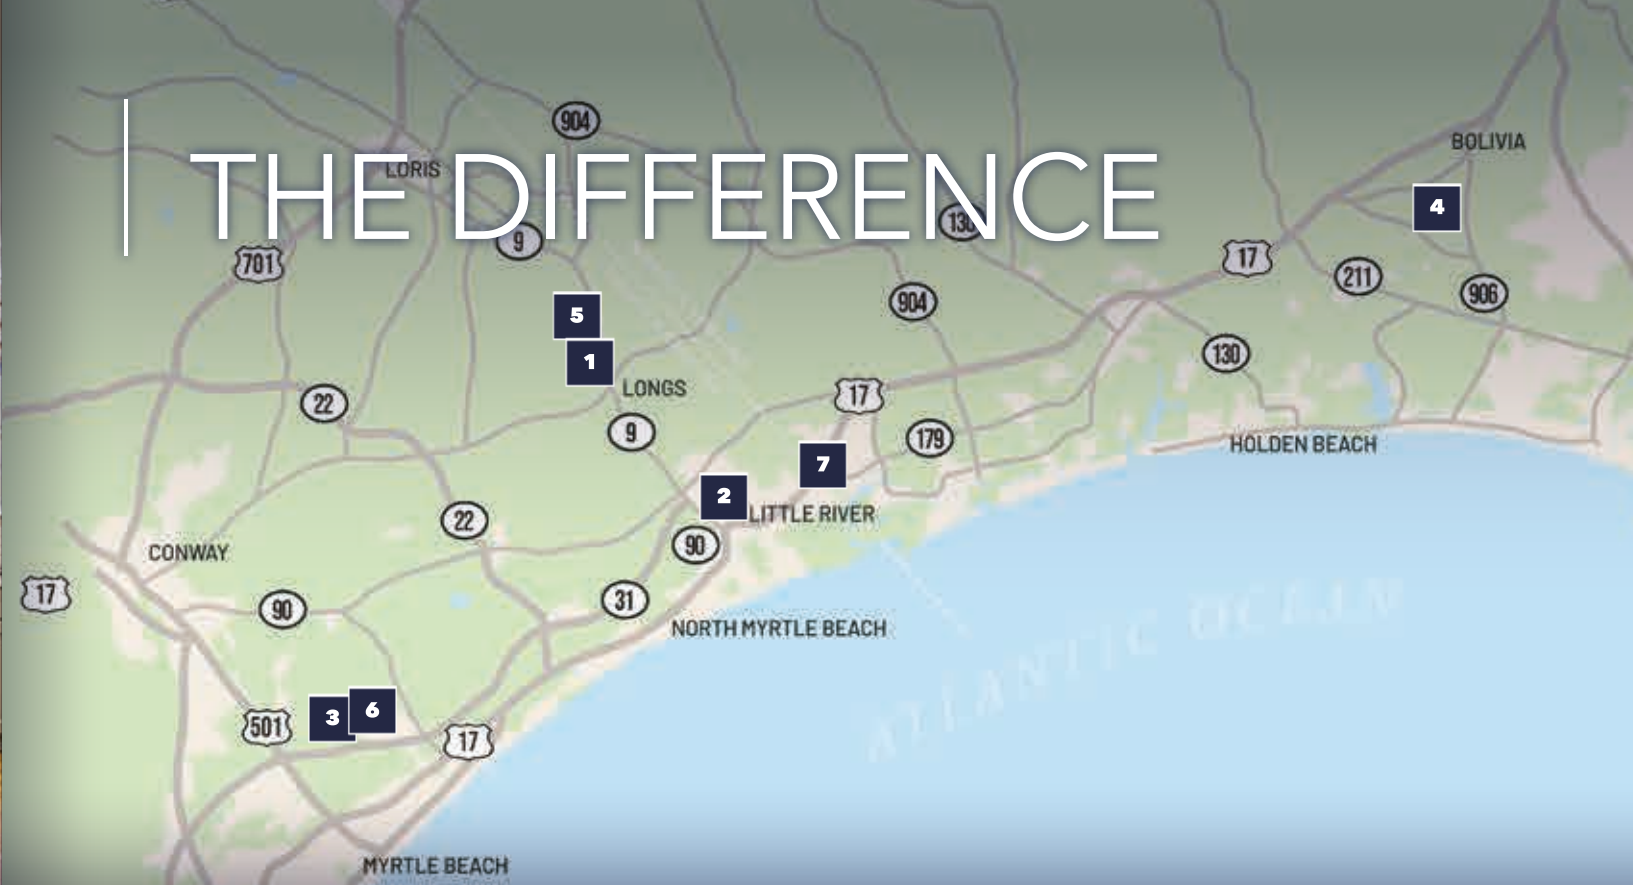 904
BOLIVIA
LORIS
THE DIFFERENCE
4
130
9
701
17
211
906
904
5
130
1
LONGS
17
22
9
179
HOLDEN BEACH
7
2
LITTLE RIVER
22
90
CONWAY
17
90
31
ATLANTIC OCEAN
NORTH MYRTLE BEACH
3
6
501
17
MYRTLE BEACH